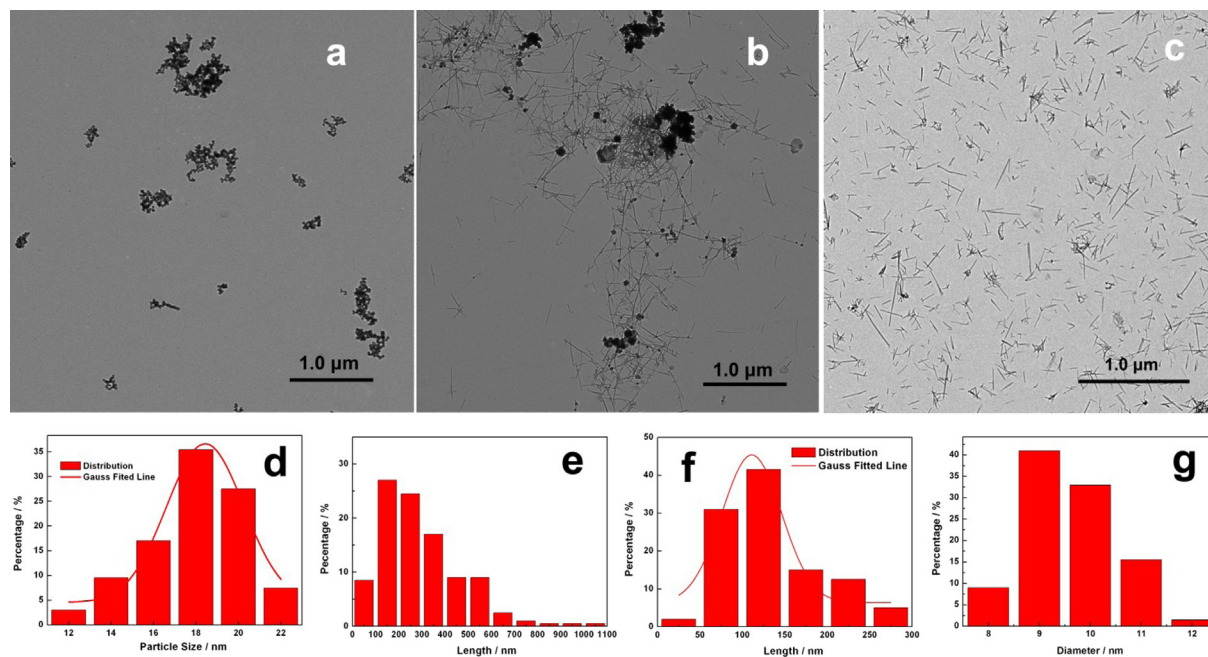 a
b
c
1.0 μm
1.0 μm
1.0 μm
d
Distribution
Gauss Fitted Line
Percentage / %
35
30
25
20
15
10
5
0
12 14 16 18 20 22
Particle Size / nm
e
Pecentage / %
30
20
10
0
0 100 200 300 400 500 600 700 800 900 1000 1100
Length / nm
f
Distribution
Gauss Fitted Line
Percentage / %
50
40
30
20
10
0
0 50 100 150 200 250 300
Length / nm
g
Percentage / %
40
35
30
25
20
15
10
5
0
8 9 10 11 12
Diameter / nm